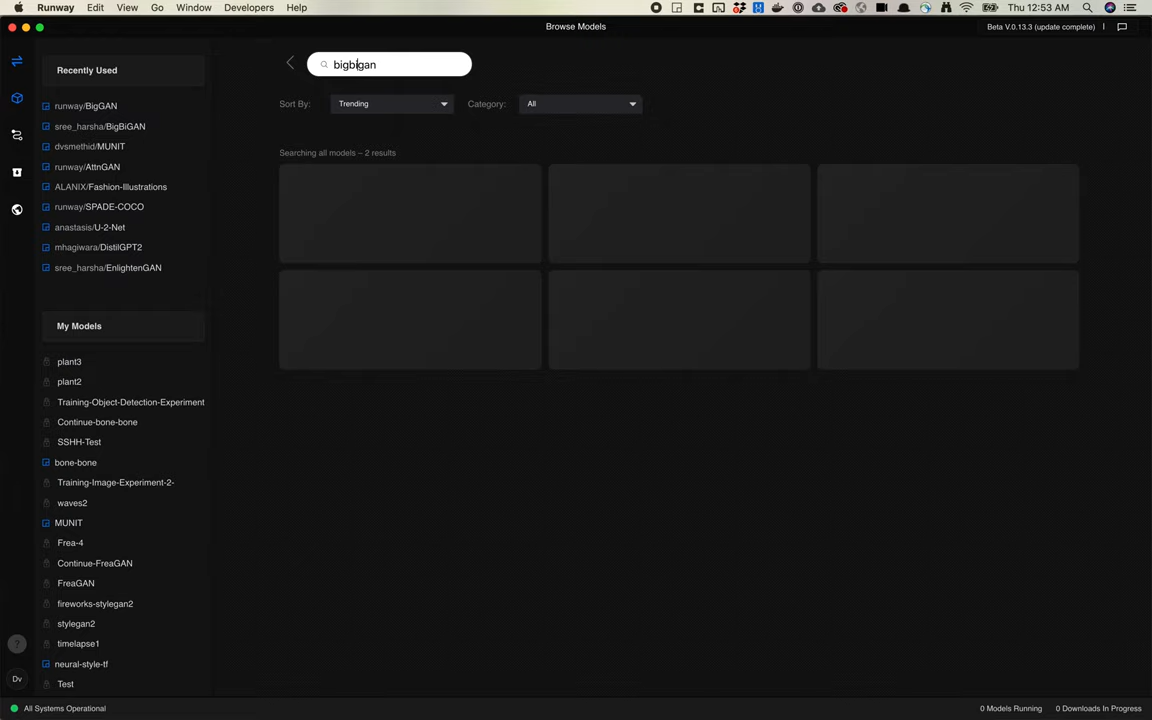 Runway Edit View Go Window Developers Help Thu 12:53 AM
Browse Models
Beta V.0.13.3 (update complete)
Recently Used
bigbigan
Sort By: Trending Category: All
runway/BigGAN
sree_harsha/BigBiGAN
dvsmethid/MUNIT
Searching all models – 2 results
runway/AttnGAN
ALANIX/Fashion-Illustrations
runway/SPADE-COCO
anastasis/U-2-Net
mhagiwara/DistilGPT2
sree_harsha/EnlightenGAN
My Models
plant3
plant2
Training-Object-Detection-Experiment
Continue-bone-bone
SSHH-Test
bone-bone
Training-Image-Experiment-2-
waves2
MUNIT
Frea-4
Continue-FreaGAN
FreaGAN
fireworks-stylegan2
stylegan2
timelapse1
?
neural-style-tf
Dv
Test
All Systems Operational
0 Models Running 0 Downloads In Progress